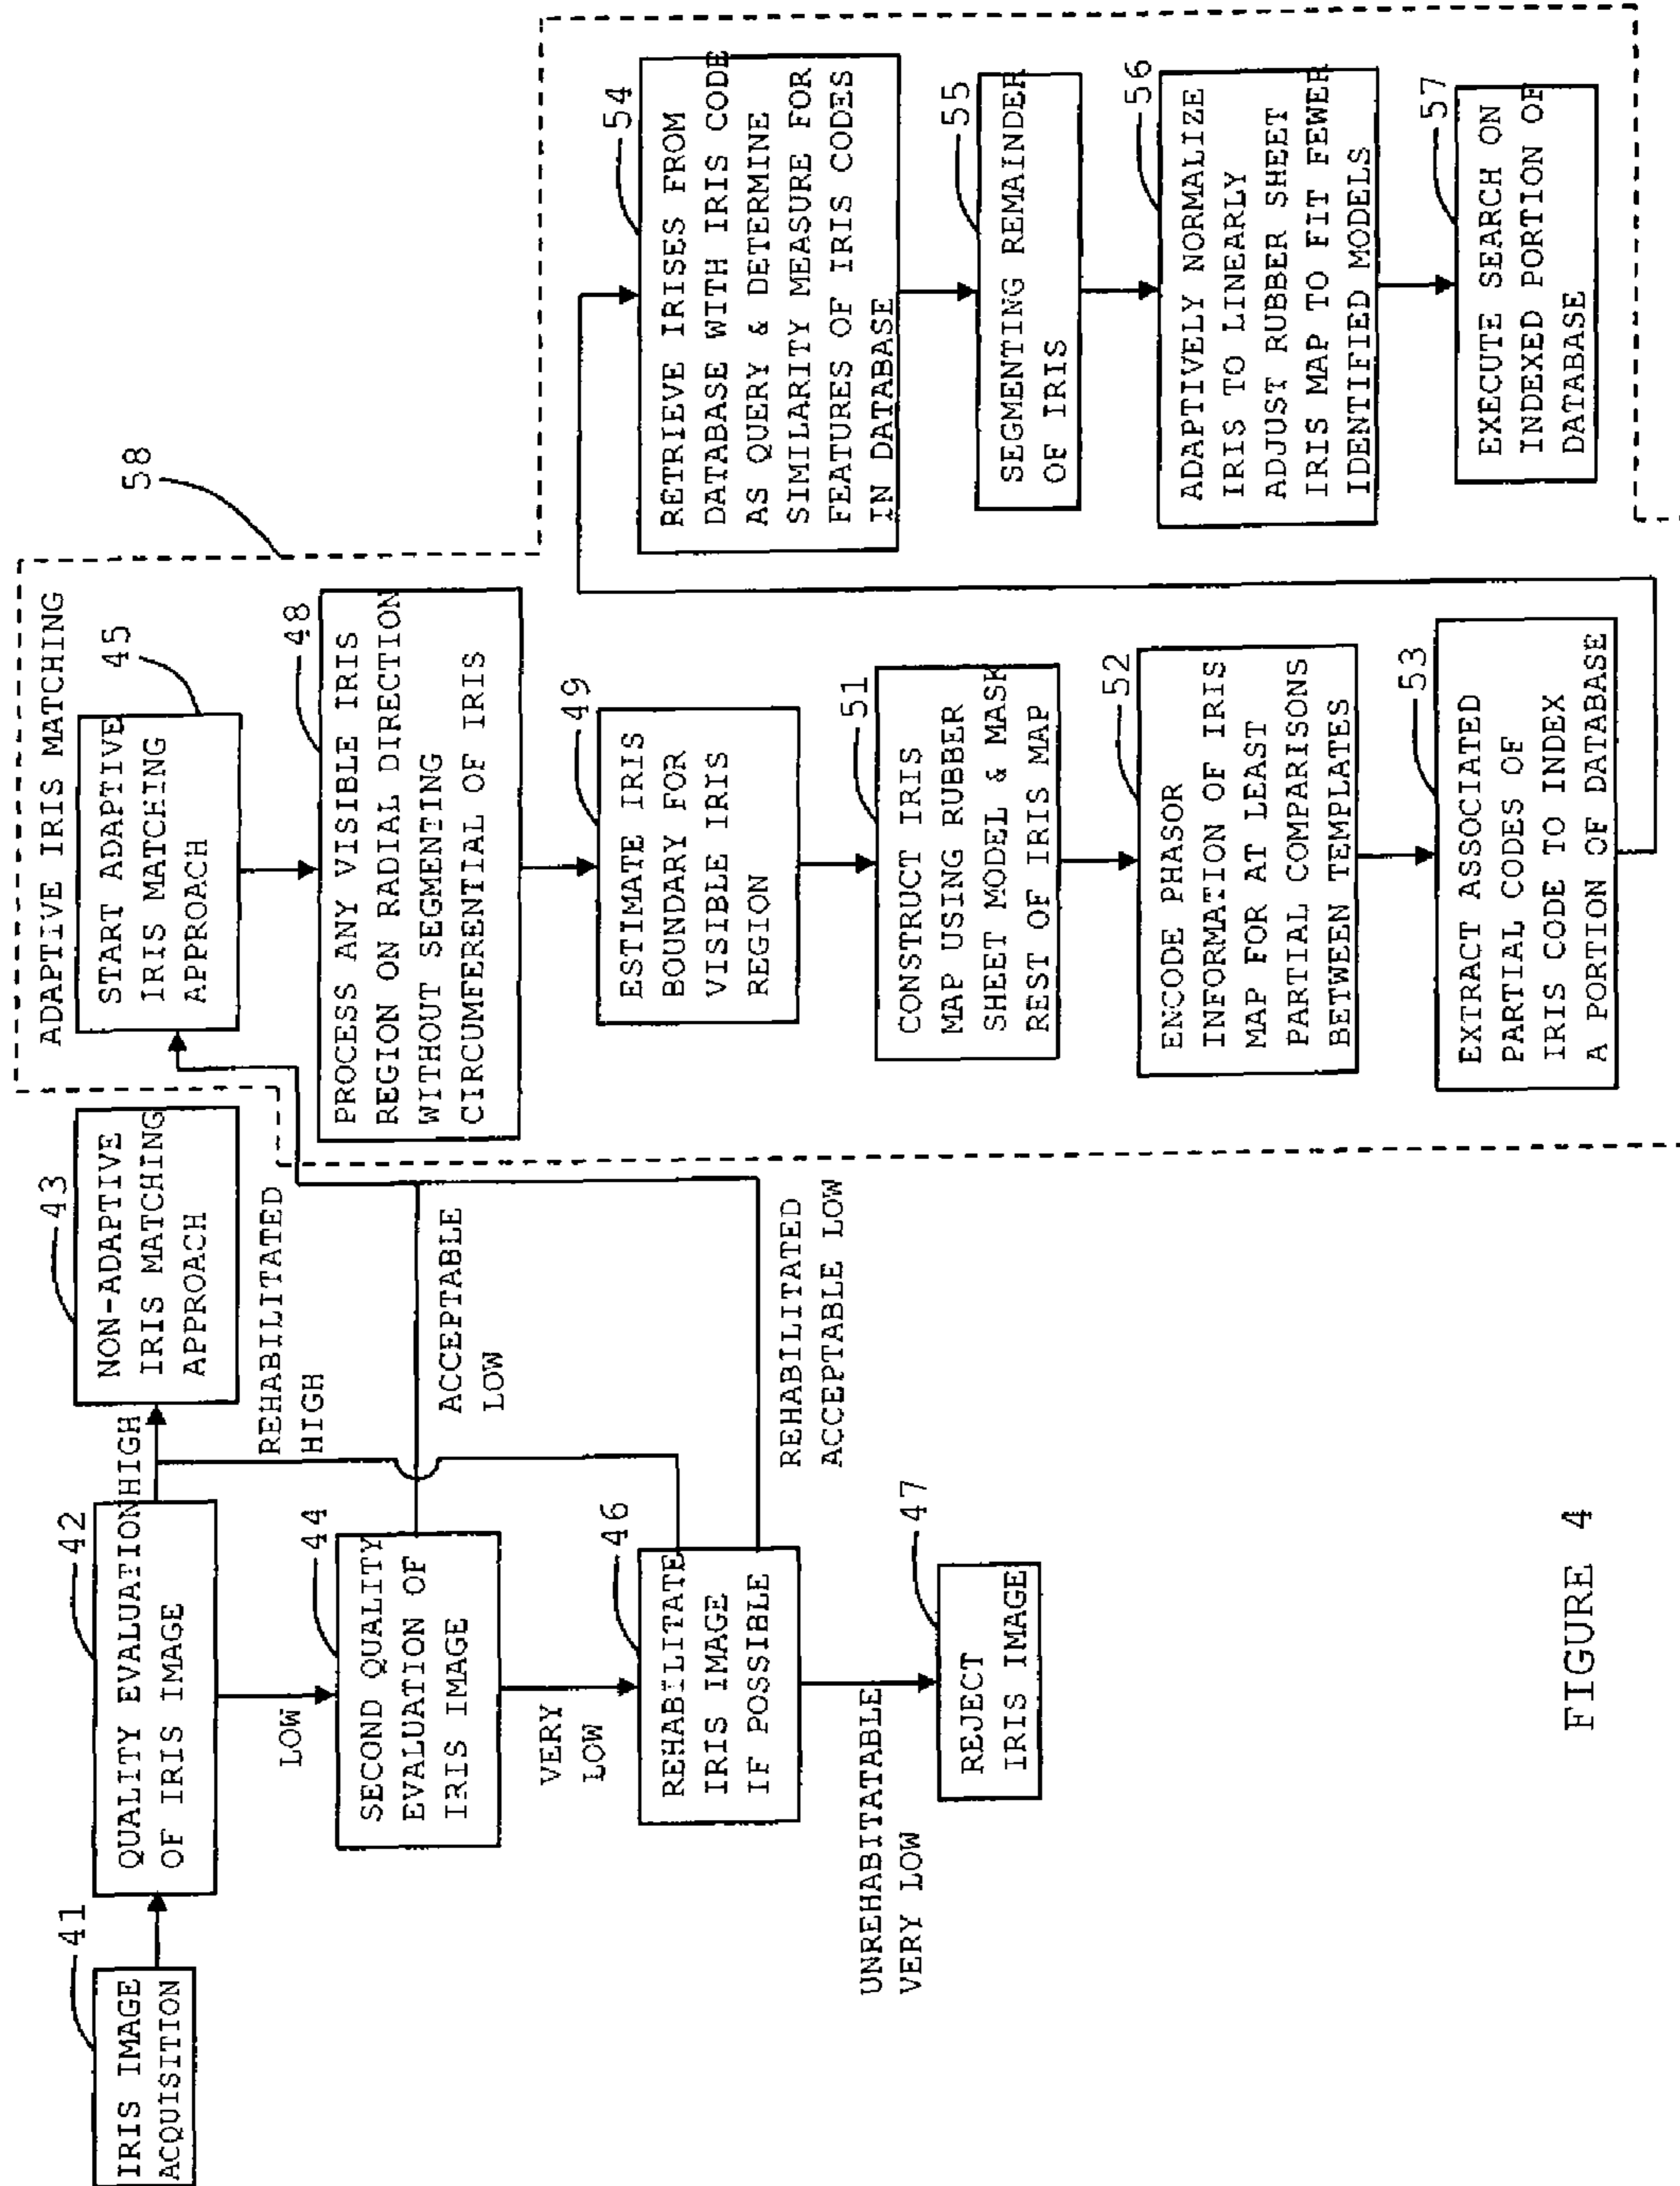 41
IRIS IMAGE
ACQUISITION
42
QUALITY EVALUATION
OF IRIS IMAGE
HIGH
43
NON-ADAPTIVE
IRIS MATCHING
APPROACH
REHABILITATED
HIGH
LOW
44
SECOND QUALITY
EVALUATION OF
IRIS IMAGE
ACCEPTABLE
LOW
VERY
LOW
46
REHABILITATE
IRIS IMAGE
IF POSSIBLE
REHABILITATED
ACCEPTABLE LOW
UNREHABITATABLE
VERY LOW
47
REJECT
IRIS IMAGE
ADAPTIVE IRIS MATCHING
58
45
START ADAPTIVE
IRIS MATCHING
APPROACH
48
PROCESS ANY VISIBLE IRIS
REGION ON RADIAL DIRECTION
WITHOUT SEGMENTING
CIRCUMFERENTIAL OF IRIS
49
ESTIMATE IRIS
BOUNDARY FOR
VISIBLE IRIS
REGION
51
CONSTRUCT IRIS
MAP USING RUBBER
SHEET MODEL & MASK
REST OF IRIS MAP
52
ENCODE PHASOR
INFORMATION OF IRIS
MAP FOR AT LEAST
PARTIAL COMPARISONS
BETWEEN TEMPLATES
53
EXTRACT ASSOCIATED
PARTIAL CODES OF
IRIS CODE TO INDEX
A PORTION OF DATABASE
54
RETRIEVE IRISES FROM
DATABASE WITH IRIS CODE
AS QUERY & DETERMINE
SIMILARITY MEASURE FOR
FEATURES OF IRIS CODES
IN DATABASE
55
SEGMENTING REMAINDER
OF IRIS
56
ADAPTIVELY NORMALIZE
IRIS TO LINEARLY
ADJUST RUBBER SHEET
IRIS MAP TO FIT FEWER
IDENTIFIED MODELS
57
EXECUTE SEARCH ON
INDEXED PORTION OF
DATABASE
FIGURE 4